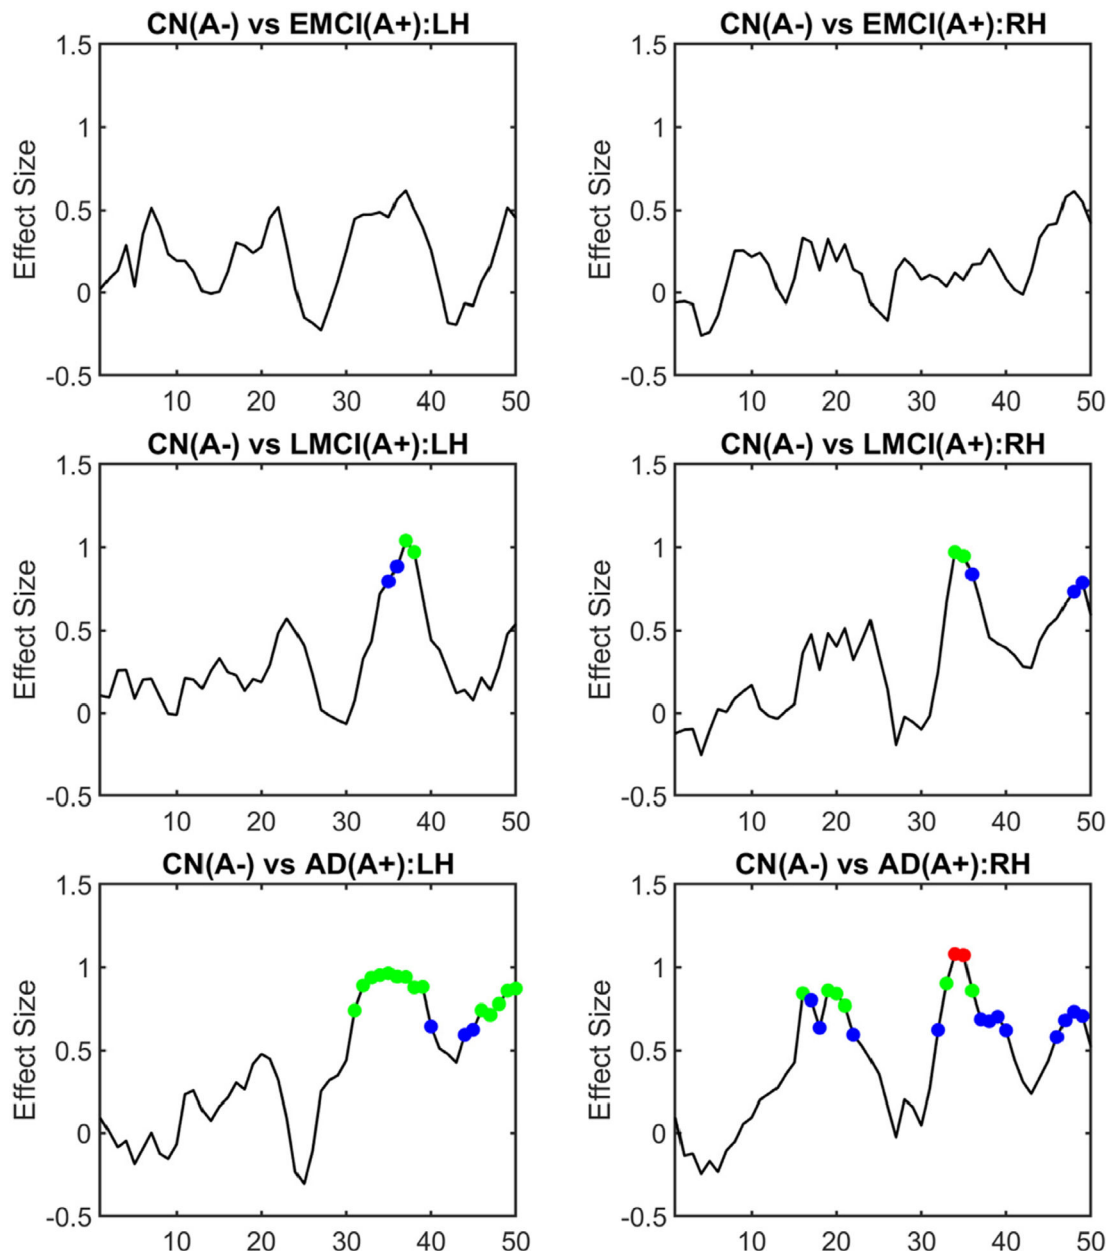 CN(A-) vs EMCI(A+):LH
1.5
1
0.5
0
-0.5
Effect Size
10 20 30 40 50
CN(A-) vs EMCI(A+):RH
1.5
1
0.5
0
-0.5
Effect Size
10 20 30 40 50
CN(A-) vs LMCI(A+):LH
1.5
1
0.5
0
-0.5
Effect Size
10 20 30 40 50
CN(A-) vs LMCI(A+):RH
1.5
1
0.5
0
-0.5
Effect Size
10 20 30 40 50
CN(A-) vs AD(A+):LH
1.5
1
0.5
0
-0.5
Effect Size
10 20 30 40 50
CN(A-) vs AD(A+):RH
1.5
1
0.5
0
-0.5
Effect Size
10 20 30 40 50